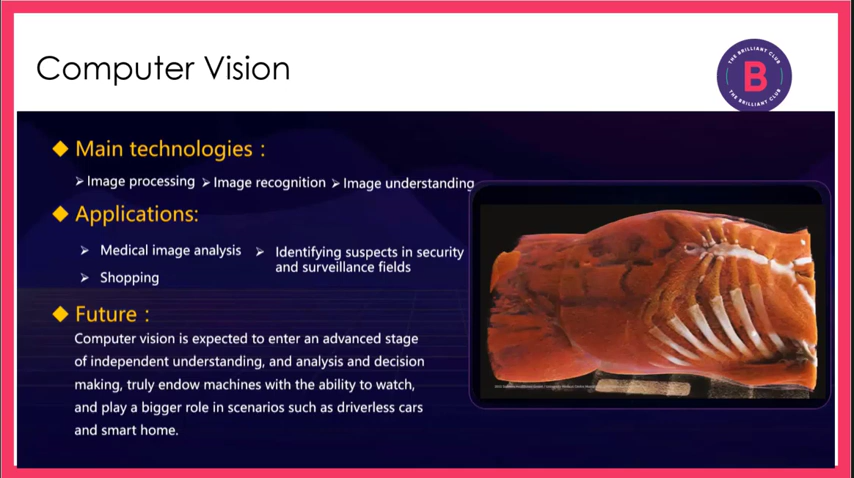 Computer Vision
THE BRILLIANT CLUB
B
THE BRILLIANT CLUB
◆ Main technologies :
➢Image processing ➢Image recognition ➢Image understanding
◆ Applications:
➢ Medical image analysis
➢ Identifying suspects in security
and surveillance fields
➢ Shopping
◆ Future :
Computer vision is expected to enter an advanced stage
of independent understanding, and analysis and decision
making, truly endow machines with the ability to watch,
and play a bigger role in scenarios such as driverless cars
and smart home.